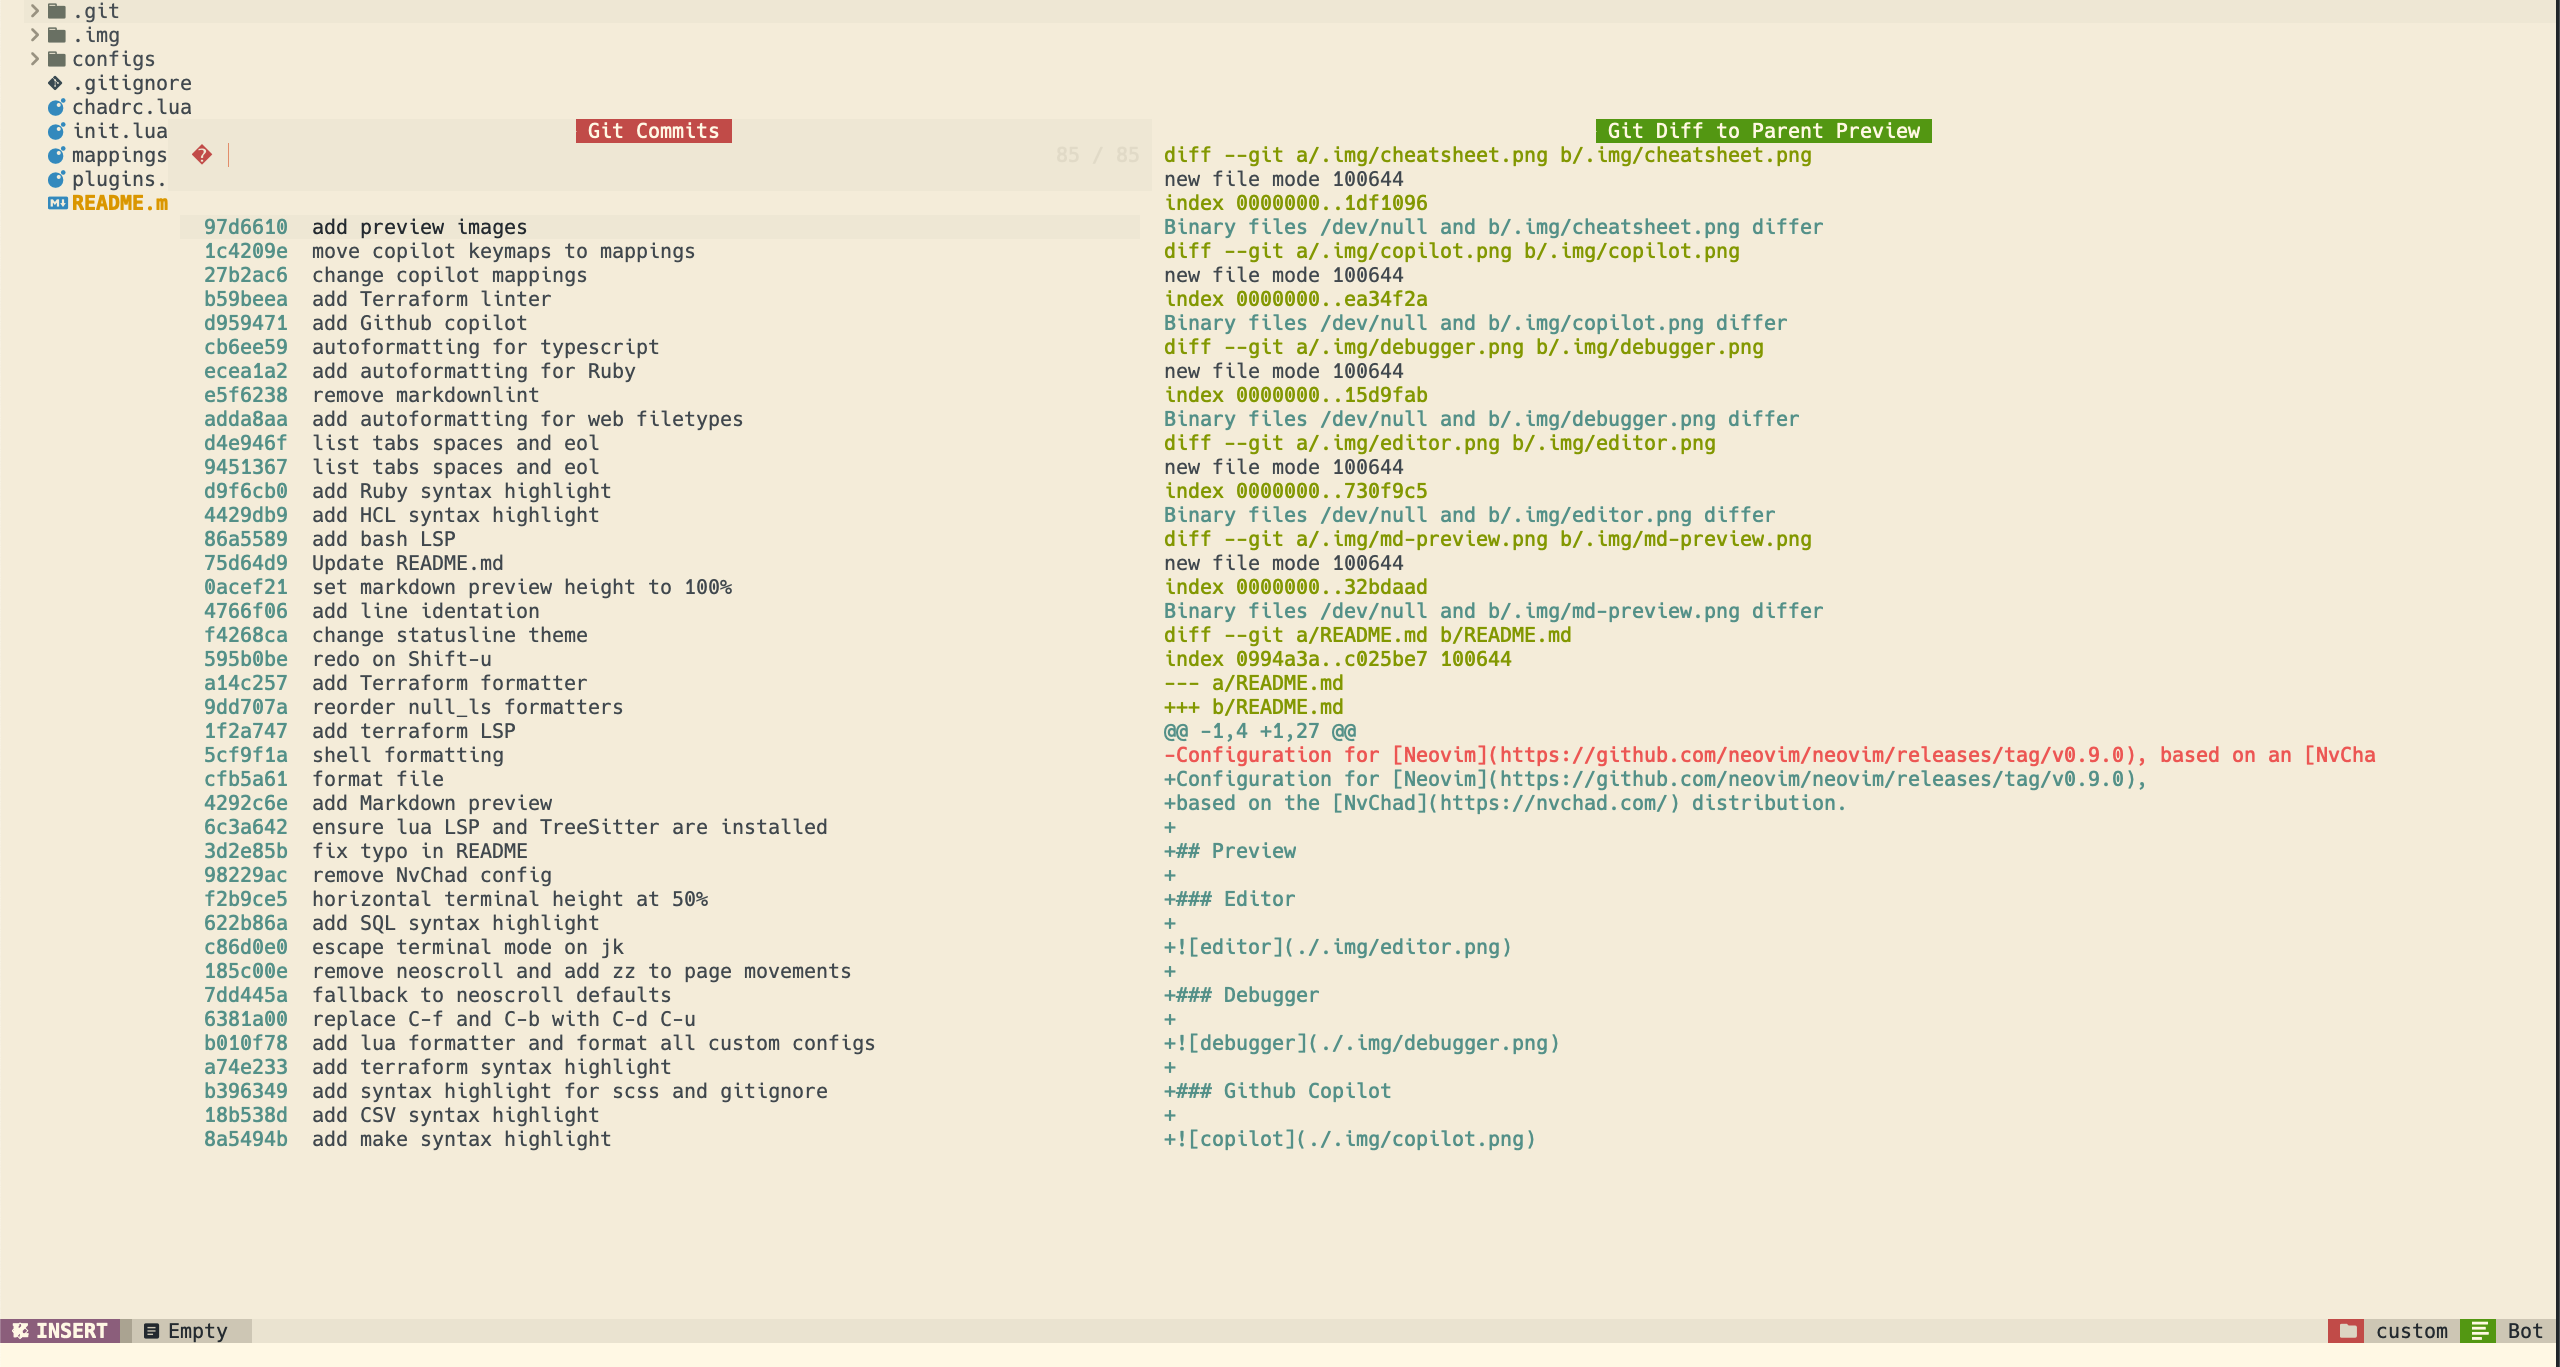 .git
.img
configs
.gitignore
chadrc.lua
init.lua
mappings
plugins.
README.m
Git Commits
85 / 85
97d6610 add preview images
1c4209e move copilot keymaps to mappings
27b2ac6 change copilot mappings
b59beea add Terraform linter
d959471 add Github copilot
cb6ee59 autoformatting for typescript
ecea1a2 add autoformatting for Ruby
e5f6238 remove markdownlint
adda8aa add autoformatting for web filetypes
d4e946f list tabs spaces and eol
9451367 list tabs spaces and eol
d9f6cb0 add Ruby syntax highlight
4429db9 add HCL syntax highlight
86a5589 add bash LSP
75d64d9 Update README.md
0acef21 set markdown preview height to 100%
4766f06 add line identation
f4268ca change statusline theme
595b0be redo on Shift-u
a14c257 add Terraform formatter
9dd707a reorder null_ls formatters
1f2a747 add terraform LSP
5cf9f1a shell formatting
cfb5a61 format file
4292c6e add Markdown preview
6c3a642 ensure lua LSP and TreeSitter are installed
3d2e85b fix typo in README
98229ac remove NvChad config
f2b9ce5 horizontal terminal height at 50%
622b86a add SQL syntax highlight
c86d0e0 escape terminal mode on jk
185c00e remove neoscroll and add zz to page movements
7dd445a fallback to neoscroll defaults
6381a00 replace C-f and C-b with C-d C-u
b010f78 add lua formatter and format all custom configs
a74e233 add terraform syntax highlight
b396349 add syntax highlight for scss and gitignore
18b538d add CSV syntax highlight
8a5494b add make syntax highlight
Git Diff to Parent Preview
diff --git a/.img/cheatsheet.png b/.img/cheatsheet.png
new file mode 100644
index 0000000..1df1096
Binary files /dev/null and b/.img/cheatsheet.png differ
diff --git a/.img/copilot.png b/.img/copilot.png
new file mode 100644
index 0000000..ea34f2a
Binary files /dev/null and b/.img/copilot.png differ
diff --git a/.img/debugger.png b/.img/debugger.png
new file mode 100644
index 0000000..15d9fab
Binary files /dev/null and b/.img/debugger.png differ
diff --git a/.img/editor.png b/.img/editor.png
new file mode 100644
index 0000000..730f9c5
Binary files /dev/null and b/.img/editor.png differ
diff --git a/.img/md-preview.png b/.img/md-preview.png
new file mode 100644
index 0000000..32bdaad
Binary files /dev/null and b/.img/md-preview.png differ
diff --git a/README.md b/README.md
index 0994a3a..c025be7 100644
--- a/README.md
+++ b/README.md
@@ -1,4 +1,27 @@
-Configuration for [Neovim](https://github.com/neovim/neovim/releases/tag/v0.9.0), based on an [NvCha
+Configuration for [Neovim](https://github.com/neovim/neovim/releases/tag/v0.9.0),
+based on the [NvChad](https://nvchad.com/) distribution.
+
+## Preview
+
+### Editor
+
+![editor](./.img/editor.png)
+
+### Debugger
+
+![debugger](./.img/debugger.png)
+
+### Github Copilot
+
+![copilot](./.img/copilot.png)
INSERT
Empty
custom
Bot